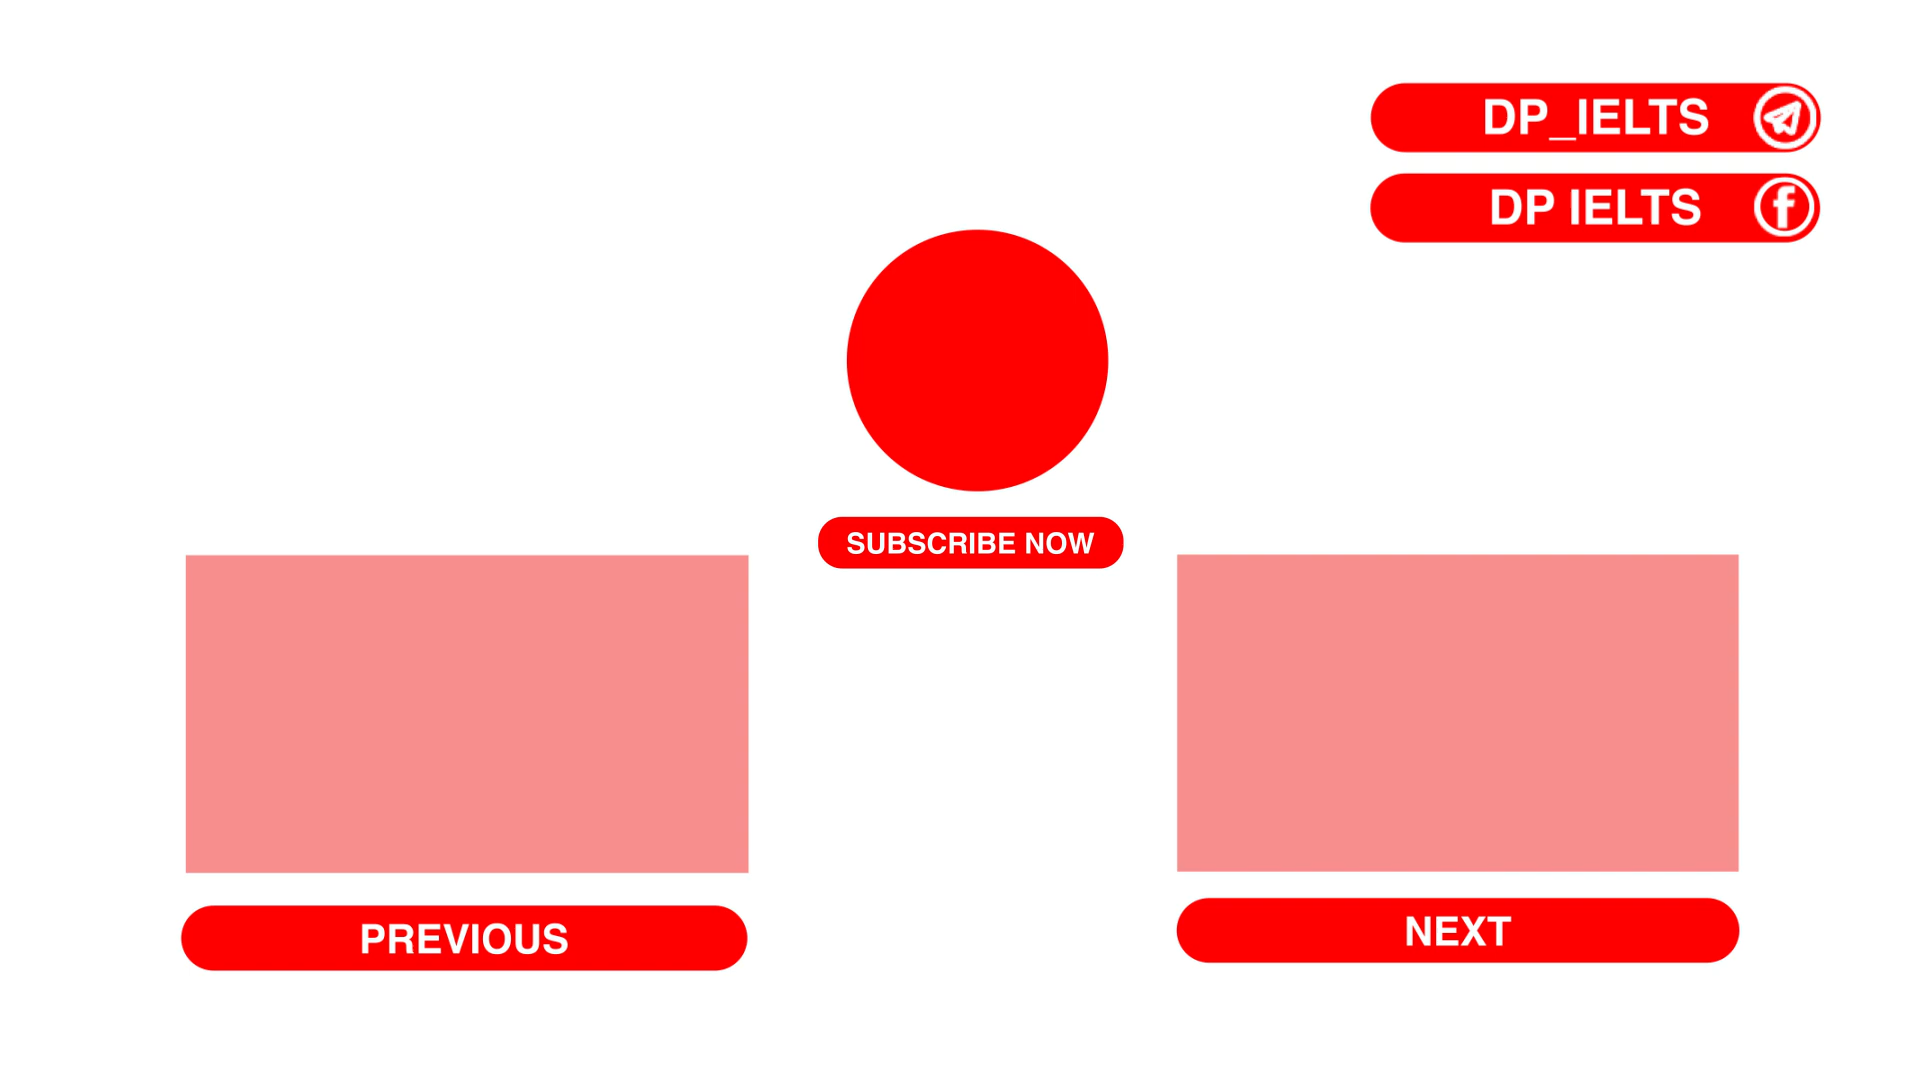 DP_IELTS
DP IELTS
SUBSCRIBE NOW
PREVIOUS
NEXT